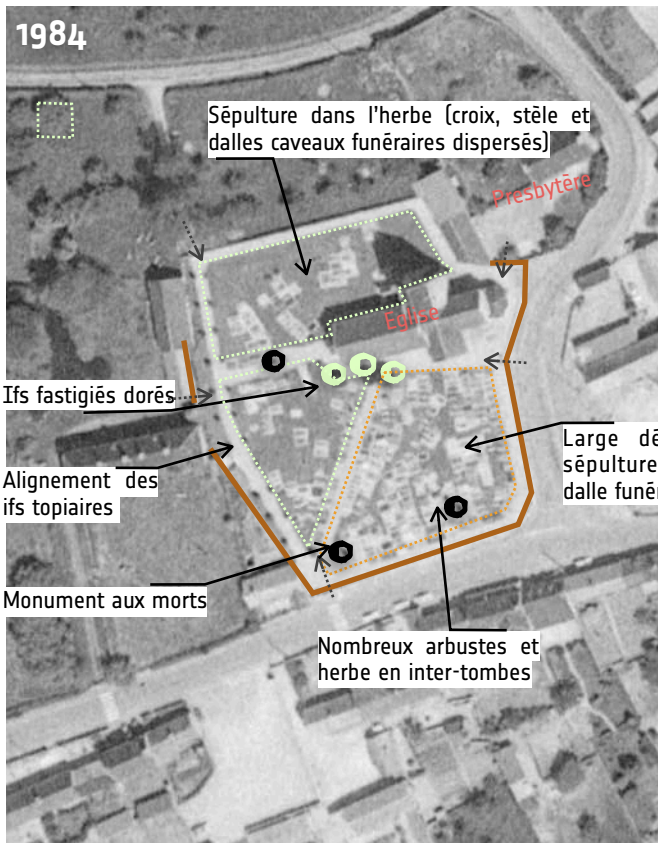 1984
Sépulture dans l'herbe (croix, stèle et
dalles caveaux funéraires dispersés)
Presbytère
Eglise
Ifs fastigiés dorés
Alignement des
ifs topiaires
Large
sépulture
dalle
Monument aux morts
Nombreux arbustes et
herbe en inter-tombes